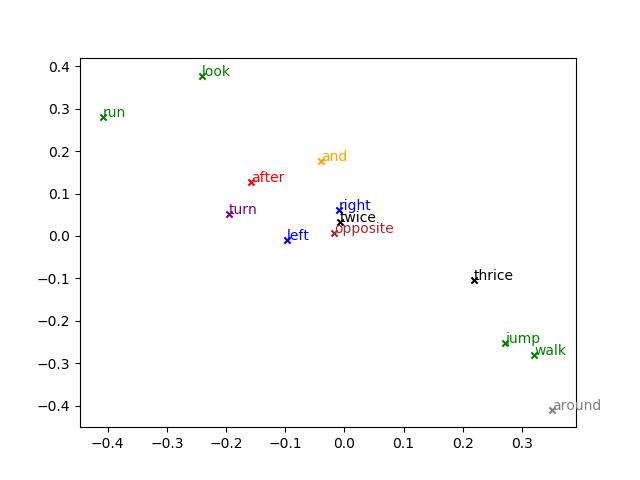 0.4
look
0.3
run
0.2
and
after
0.1
right
turn
twice
0.0
left
opposite
−0.1
thrice
−0.2
jump
walk
−0.3
−0.4
around
−0.4 −0.3 −0.2 −0.1 0.0 0.1 0.2 0.3